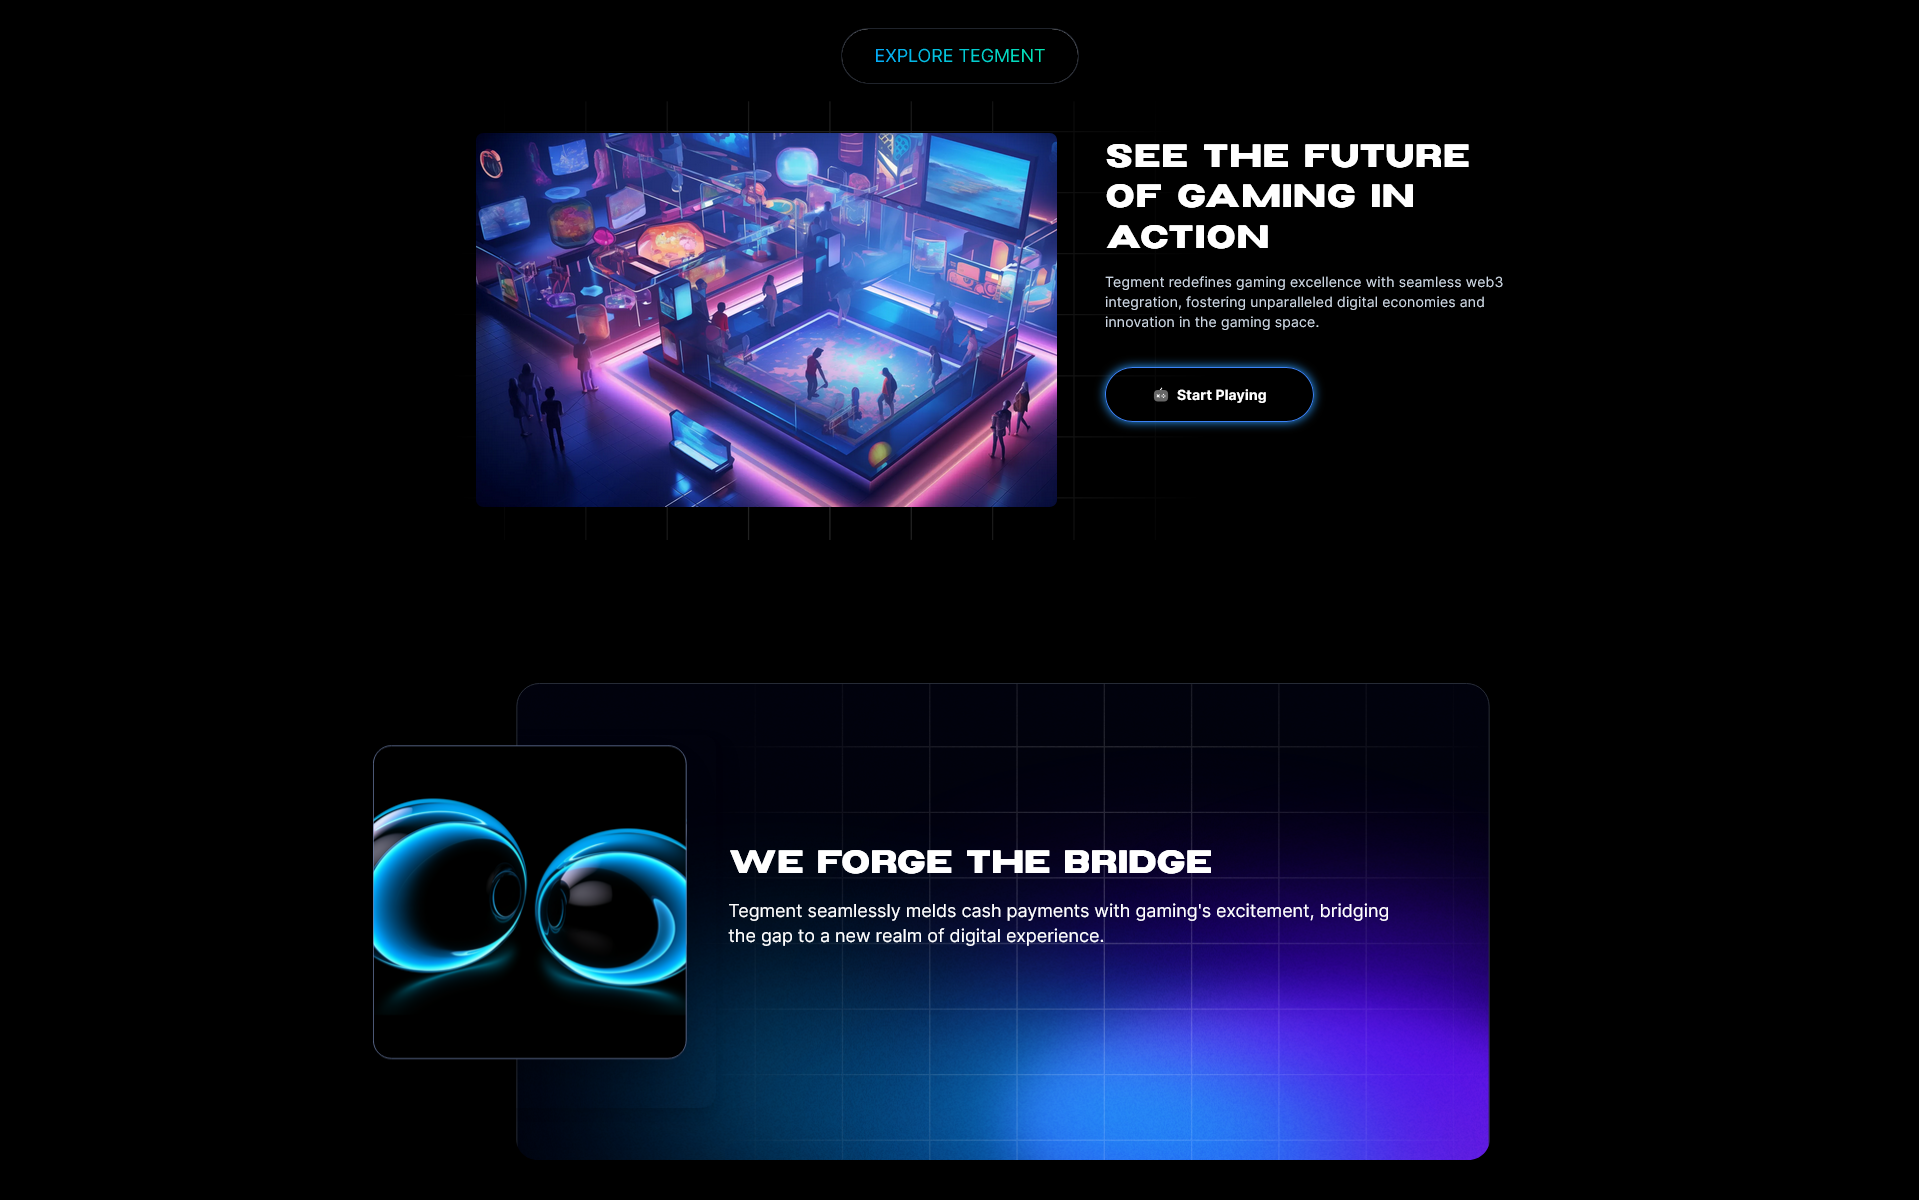 EXPLORE TEGMENT
SEE THE FUTURE
OF GAMING IN
ACTION
Tegment redefines gaming excellence with seamless web3
integration, fostering unparalleled digital economies and
innovation in the gaming space.
Start Playing
WE FORGE THE BRIDGE
Tegment seamlessly melds cash payments with gaming's excitement, bridging
the gap to a new realm of digital experience.